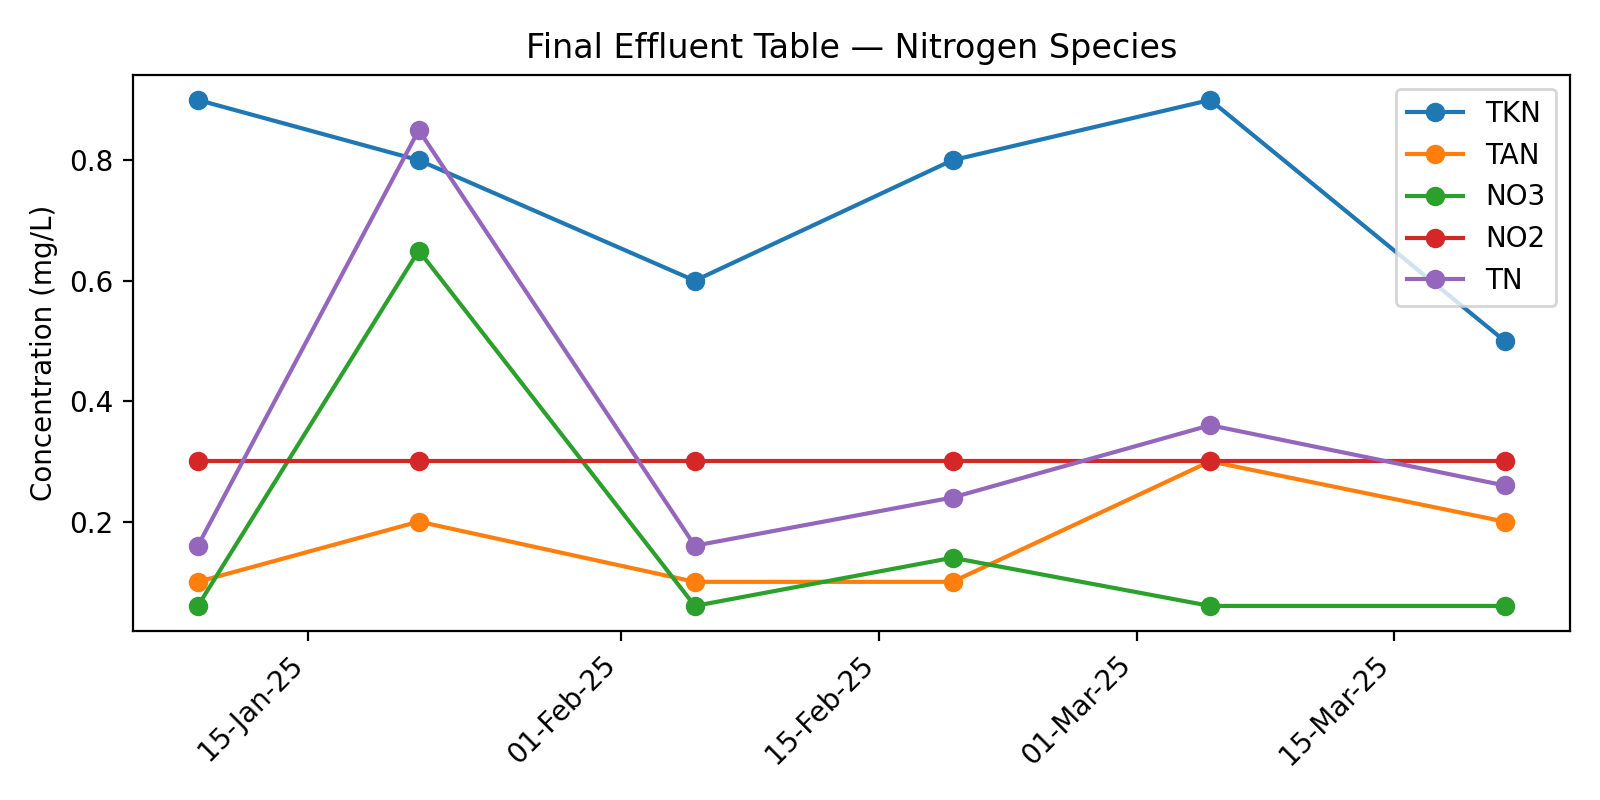 Final Effluent Table — Nitrogen Species
Concentration (mg/L)
0.8
0.6
0.4
0.2
15-Jan-25
01-Feb-25
15-Feb-25
01-Mar-25
15-Mar-25
TKN
TAN
NO3
NO2
TN